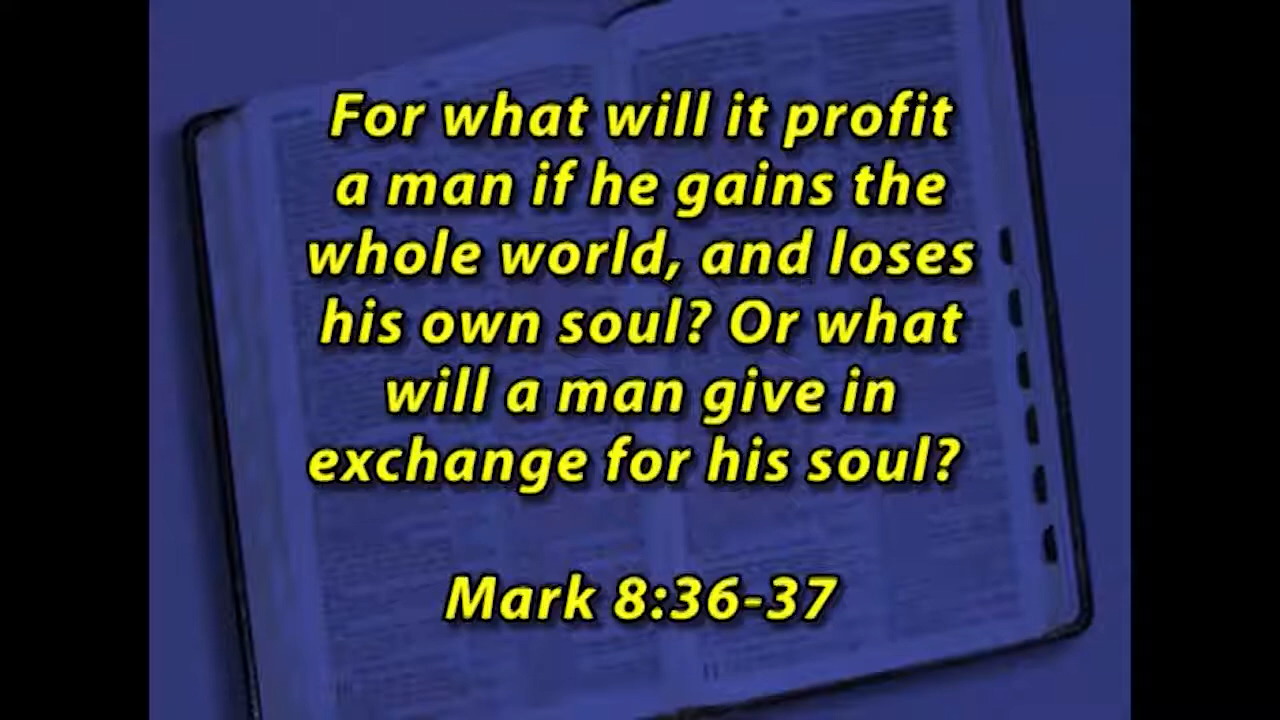 For what will it profit
a man if he gains the
whole world, and loses
his own soul? Or what
will a man give in
exchange for his soul?
Mark 8:36-37